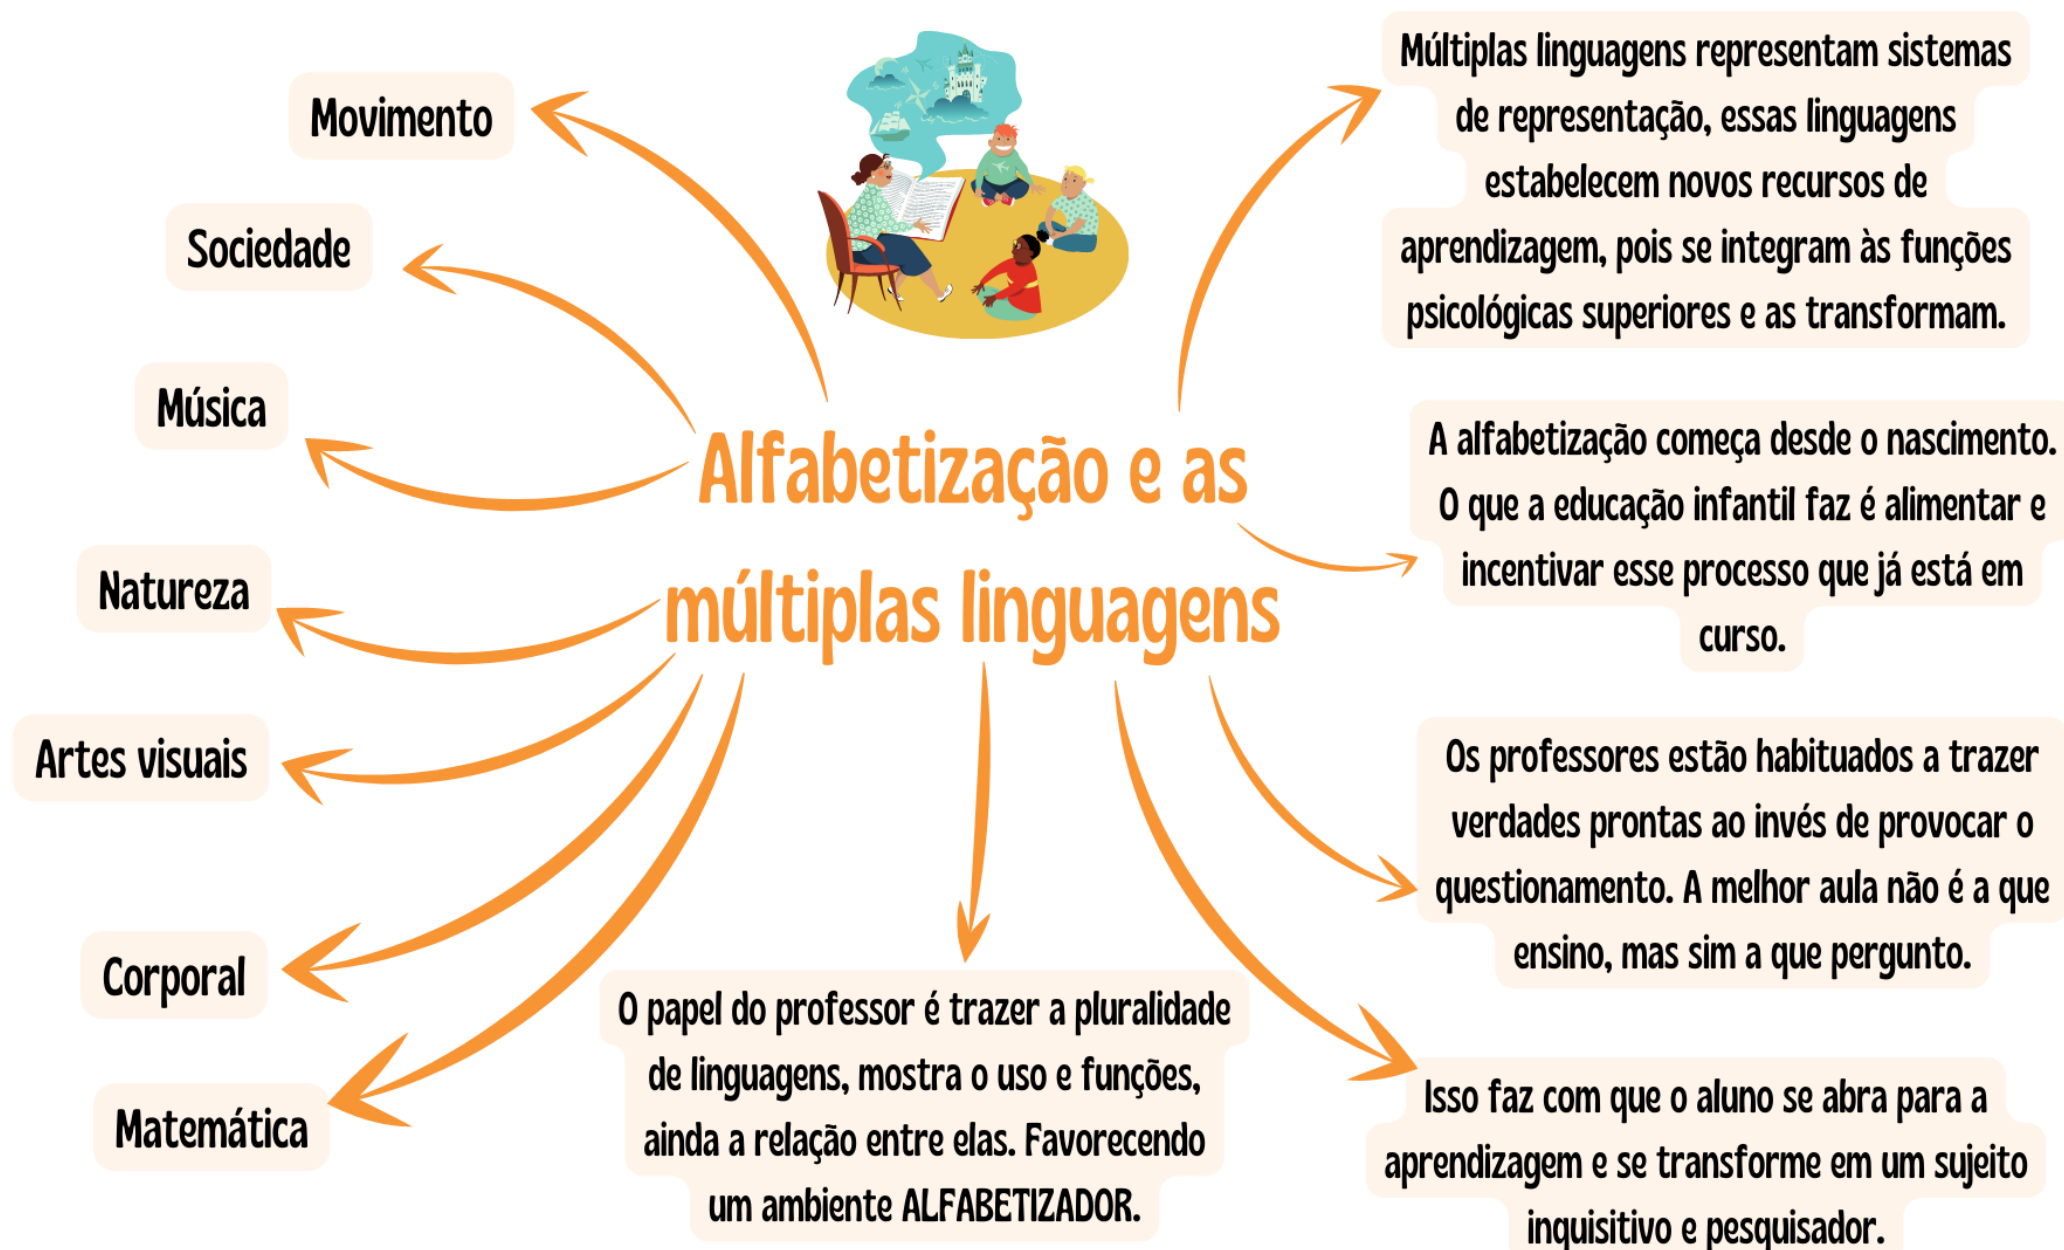 Movimento
Sociedade
Música
Natureza
Artes visuais
Corporal
Matemática
Alfabetização e as
múltiplas linguagens
O papel do professor é trazer a pluralidade
de linguagens, mostra o uso e funções,
ainda a relação entre elas. Favorecendo
um ambiente ALFABETIZADOR.
Múltiplas linguagens representam sistemas
de representação, essas linguagens
estabelecem novos recursos de
aprendizagem, pois se integram às funções
psicológicas superiores e as transformam.
A alfabetização começa desde o nascimento.
O que a educação infantil faz é alimentar e
incentivar esse processo que já está em
curso.
Os professores estão habituados a trazer
verdades prontas ao invés de provocar o
questionamento. A melhor aula não é a que
ensino, mas sim a que pergunto.
Isso faz com que o aluno se abra para a
aprendizagem e se transforme em um sujeito
inquisitivo e pesquisador.